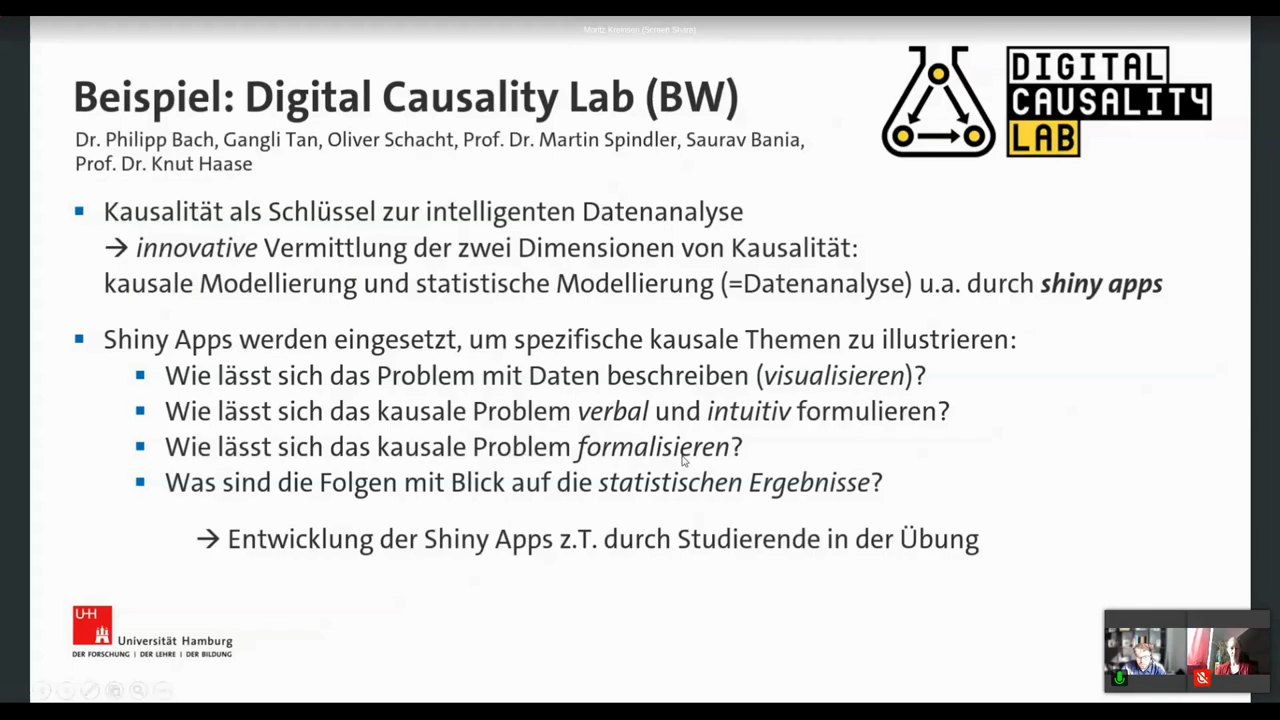 Moritz Kreinsen (Screen Share)
Beispiel: Digital Causality Lab (BW)
DIGITAL
CAUSALITY
LAB
Dr. Philipp Bach, Gangli Tan, Oliver Schacht, Prof. Dr. Martin Spindler, Saurav Bania,
Prof. Dr. Knut Haase
▪ Kausalität als Schlüssel zur intelligenten Datenanalyse
→ innovative Vermittlung der zwei Dimensionen von Kausalität:
kausale Modellierung und statistische Modellierung (=Datenanalyse) u.a. durch shiny apps
▪ Shiny Apps werden eingesetzt, um spezifische kausale Themen zu illustrieren:
▪ Wie lässt sich das Problem mit Daten beschreiben (visualisieren)?
▪ Wie lässt sich das kausale Problem verbal und intuitiv formulieren?
▪ Wie lässt sich das kausale Problem formalisieren?
▪ Was sind die Folgen mit Blick auf die statistischen Ergebnisse?
→ Entwicklung der Shiny Apps z.T. durch Studierende in der Übung
UH
Universität Hamburg
DER FORSCHUNG | DER LEHRE | DER BILDUNG